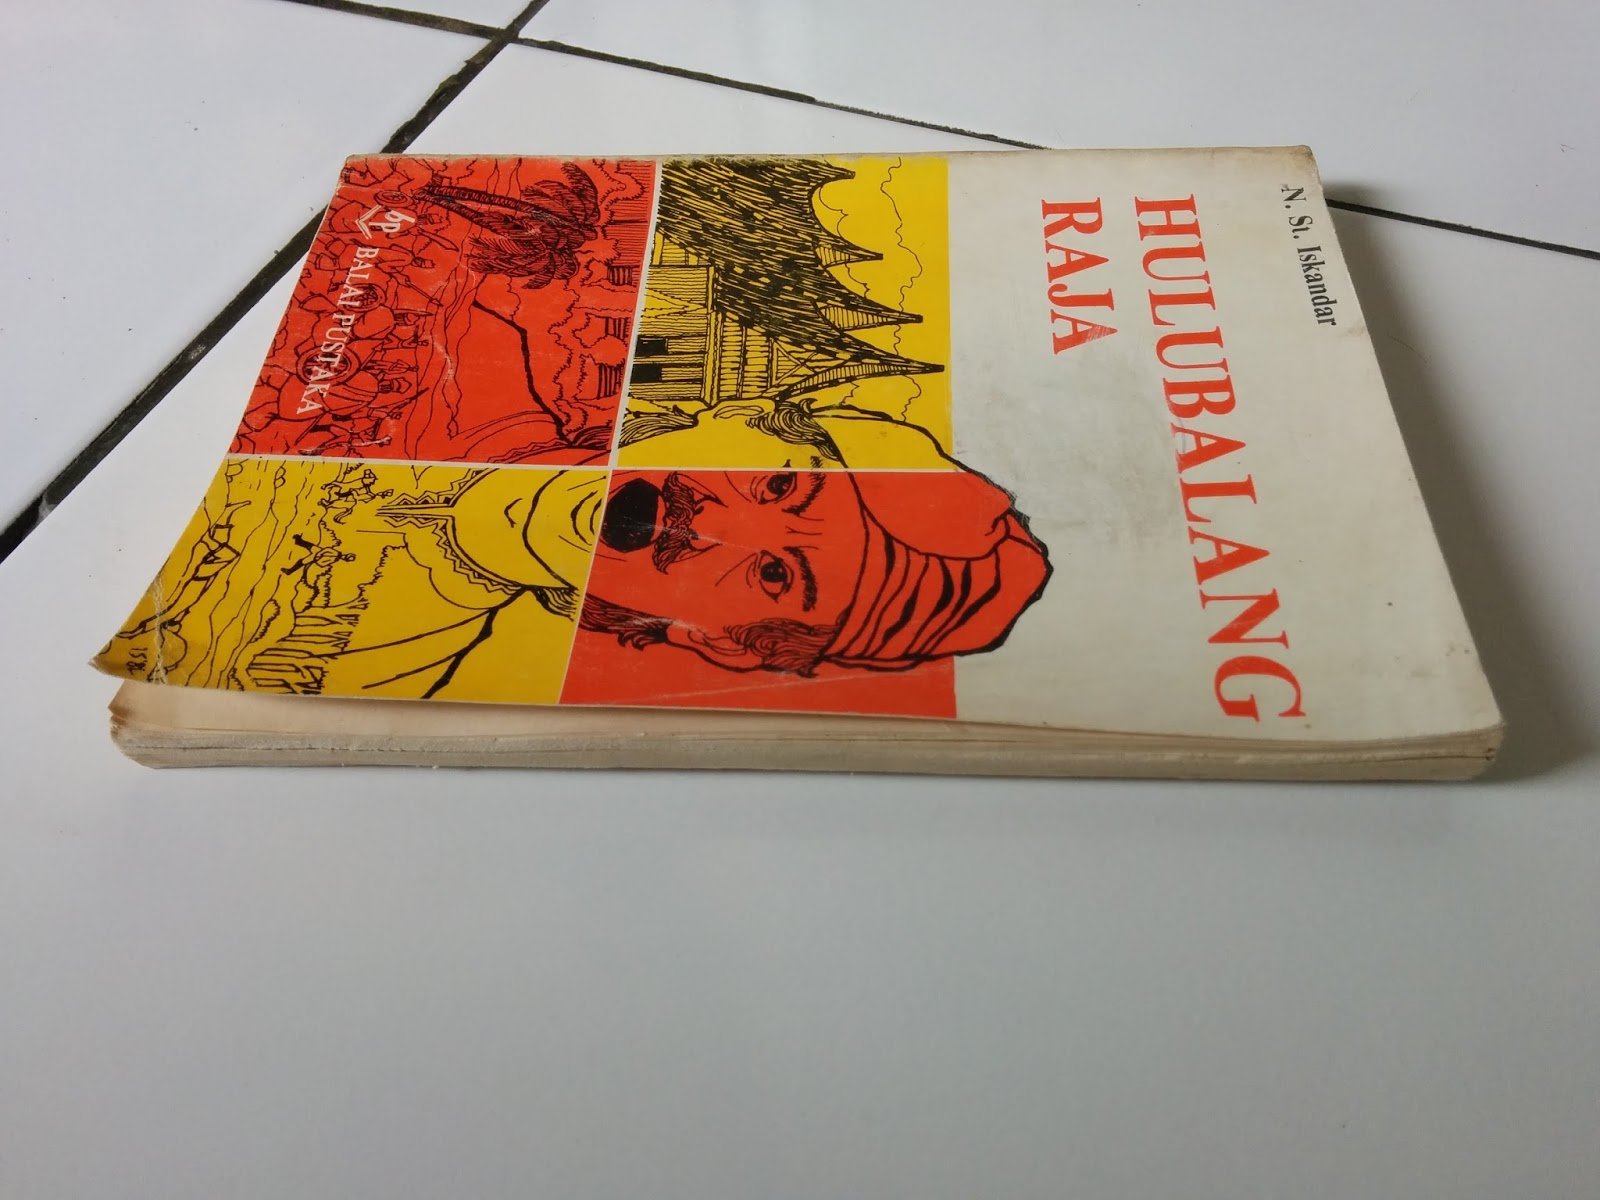 N. St. Iskandar
HULUBALANG
RAJA
bp BALAI PUSTAKA